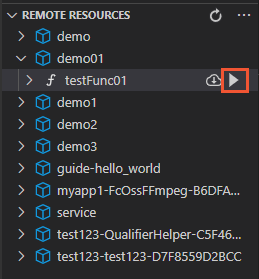 REMOTE RESOURCES
demo
demo01
testFunc01
demo1
demo2
demo3
guide-hello_world
myapp1-FcOssFFmpeg-B6DFA...
service
test123-QualifierHelper-C5F46...
test123-test123-D7F8559D2BCC